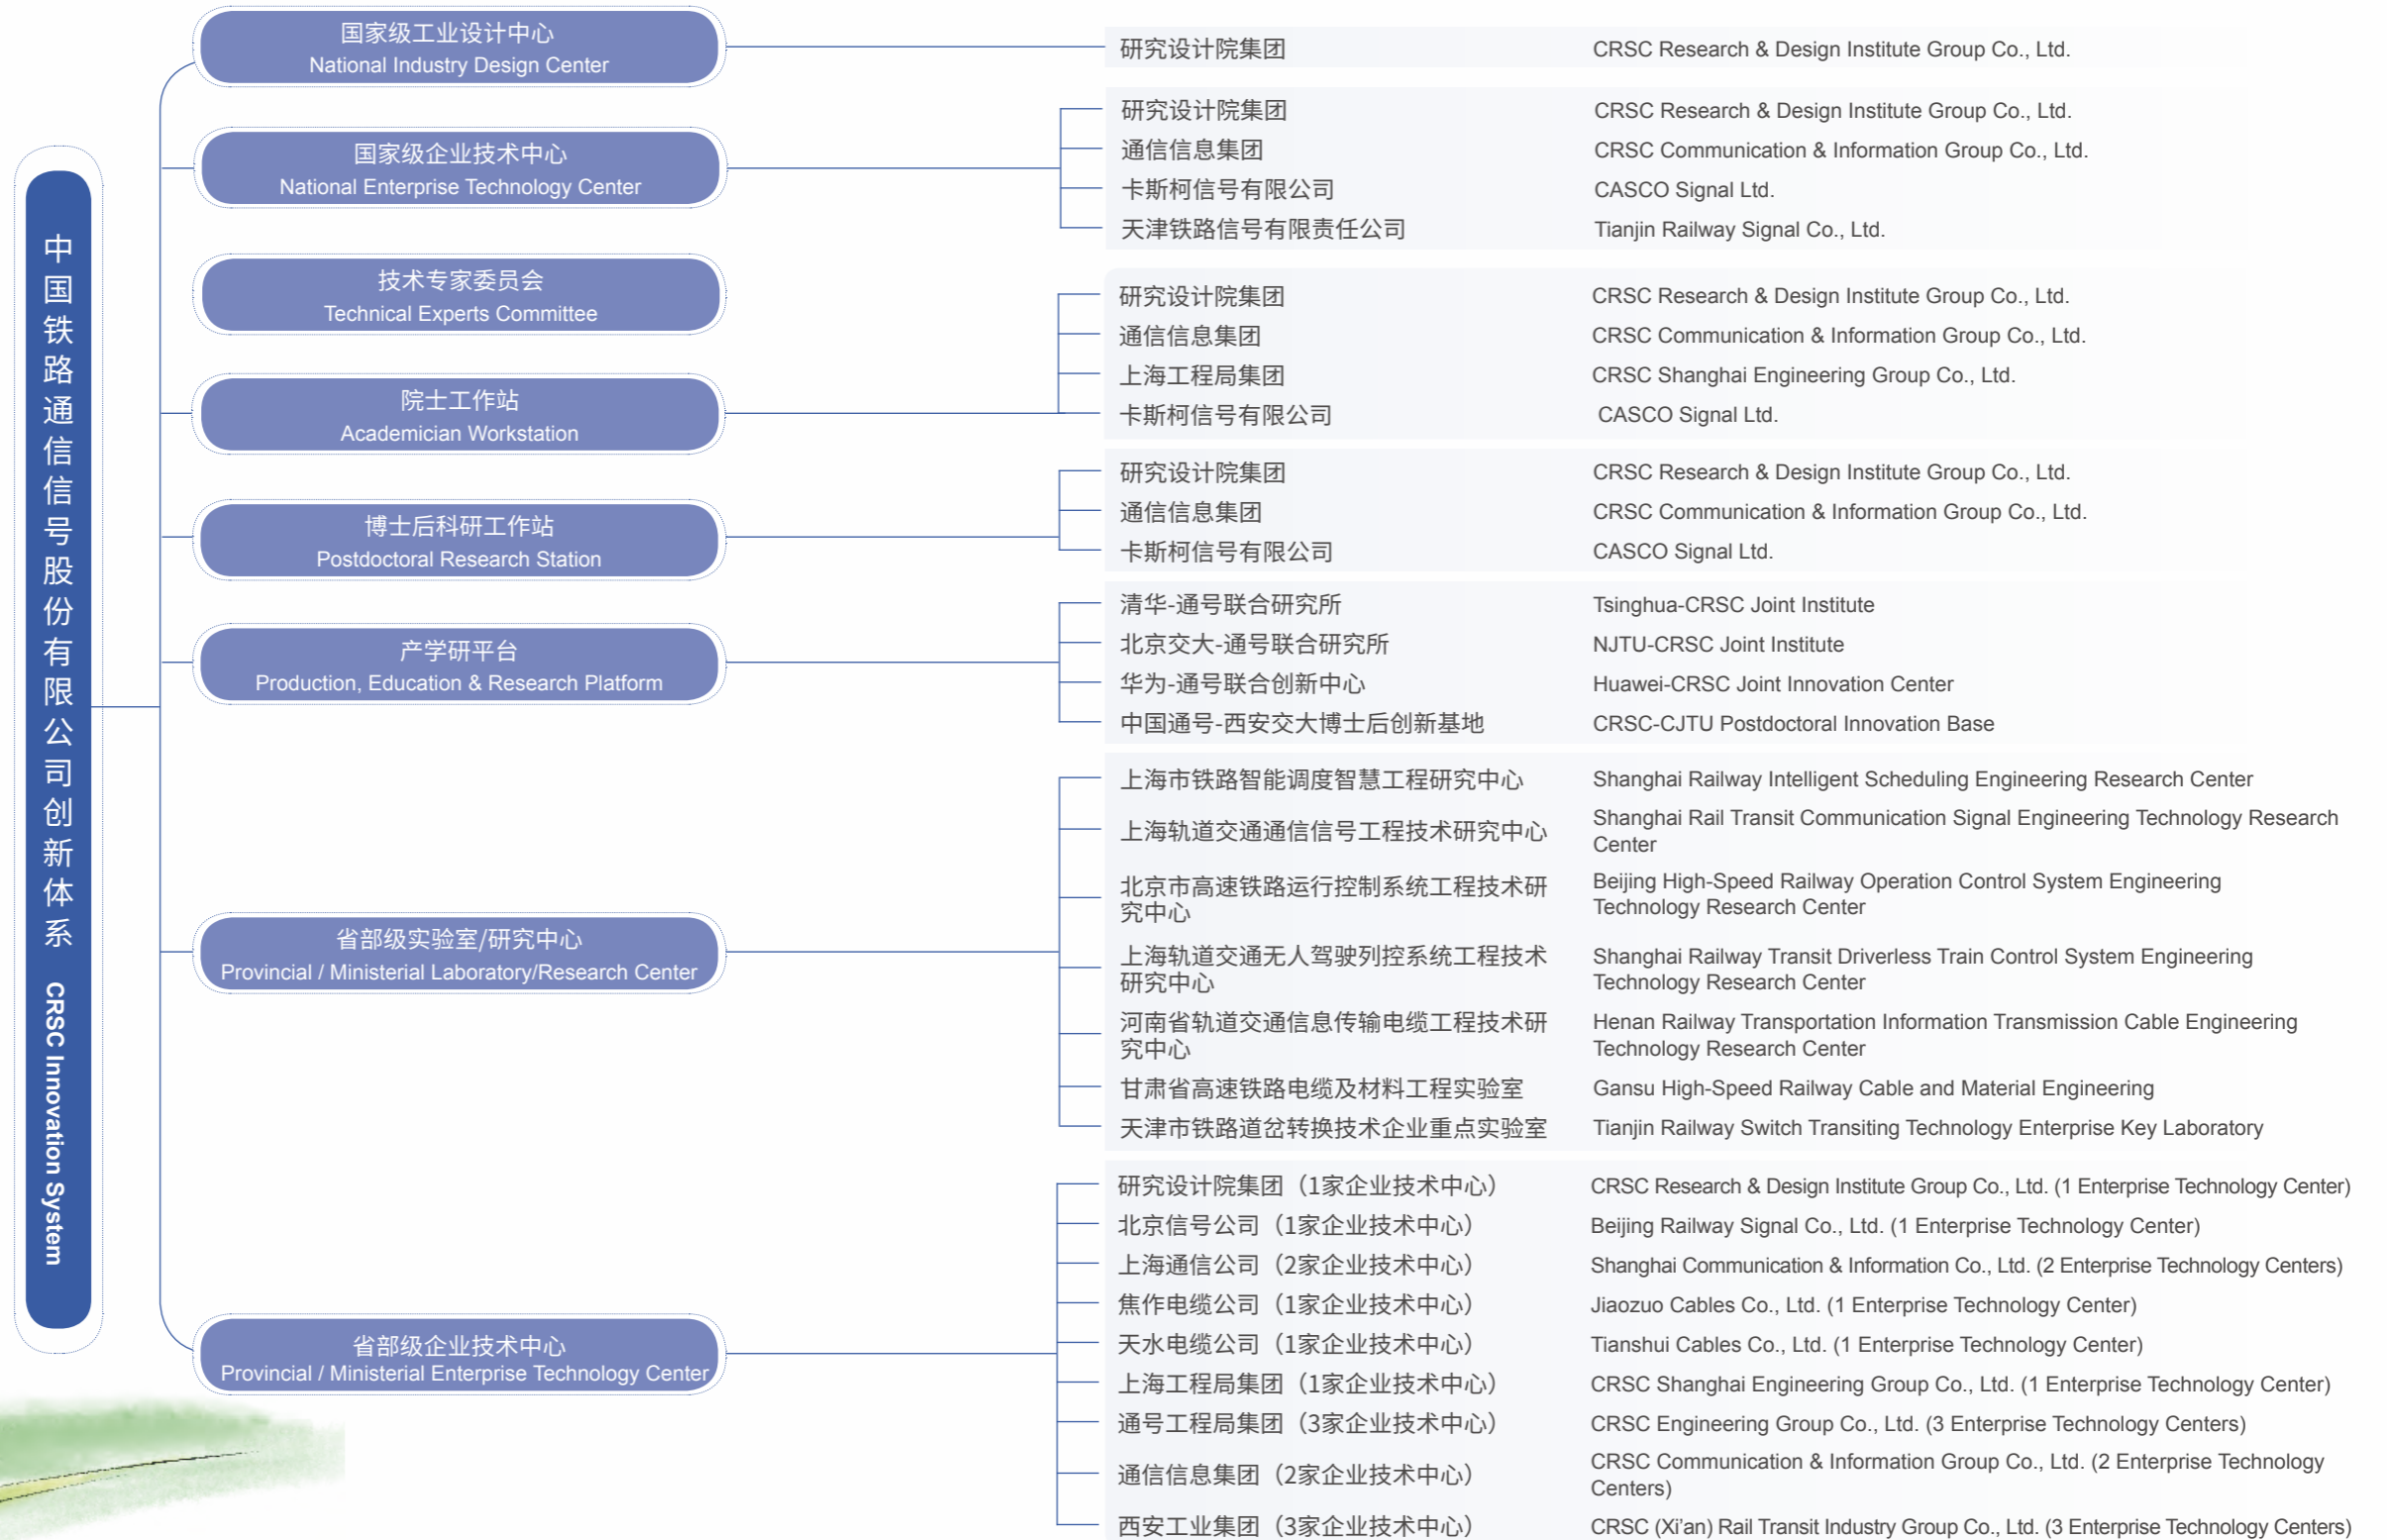 中国铁路通信信号股份有限公司创新体系 CRSC Innovation System
国家级工业设计中心
National Industry Design Center
研究设计院集团 CRSC Research & Design Institute Group Co., Ltd.
国家级企业技术中心
National Enterprise Technology Center
研究设计院集团 CRSC Research & Design Institute Group Co., Ltd.
通信信息集团 CRSC Communication & Information Group Co., Ltd.
卡斯柯信号有限公司 CASCO Signal Ltd.
天津铁路信号有限责任公司 Tianjin Railway Signal Co., Ltd.
技术专家委员会
Technical Experts Committee
院士工作站
Academician Workstation
研究设计院集团 CRSC Research & Design Institute Group Co., Ltd.
通信信息集团 CRSC Communication & Information Group Co., Ltd.
上海工程局集团 CRSC Shanghai Engineering Group Co., Ltd.
卡斯柯信号有限公司 CASCO Signal Ltd.
博士后科研工作站
Postdoctoral Research Station
研究设计院集团 CRSC Research & Design Institute Group Co., Ltd.
通信信息集团 CRSC Communication & Information Group Co., Ltd.
卡斯柯信号有限公司 CASCO Signal Ltd.
产学研平台
Production, Education & Research Platform
清华-通号联合研究所 Tsinghua-CRSC Joint Institute
北京交大-通号联合研究所 NJTU-CRSC Joint Institute
华为-通号联合创新中心 Huawei-CRSC Joint Innovation Center
中国通号-西安交大博士后创新基地 CRSC-CJTU Postdoctoral Innovation Base
省部级实验室/研究中心
Provincial / Ministerial Laboratory/Research Center
上海市铁路智能调度智慧工程研究中心 Shanghai Railway Intelligent Scheduling Engineering Research Center
上海轨道交通通信信号工程技术研究中心 Shanghai Rail Transit Communication Signal Engineering Technology Research
Center
北京市高速铁路运行控制系统工程技术研 Beijing High-Speed Railway Operation Control System Engineering
究中心 Technology Research Center
上海轨道交通无人驾驶列控系统工程技术 Shanghai Railway Transit Driverless Train Control System Engineering
研究中心 Technology Research Center
河南省轨道交通信息传输电缆工程技术研 Henan Railway Transportation Information Transmission Cable Engineering
究中心 Technology Research Center
甘肃省高速铁路电缆及材料工程实验室 Gansu High-Speed Railway Cable and Material Engineering
天津市铁路道岔转换技术企业重点实验室 Tianjin Railway Switch Transiting Technology Enterprise Key Laboratory
省部级企业技术中心
Provincial / Ministerial Enterprise Technology Center
研究设计院集团（1家企业技术中心） CRSC Research & Design Institute Group Co., Ltd. (1 Enterprise Technology Center)
北京信号公司（1家企业技术中心） Beijing Railway Signal Co., Ltd. (1 Enterprise Technology Center)
上海通信公司（2家企业技术中心） Shanghai Communication & Information Co., Ltd. (2 Enterprise Technology Centers)
焦作电缆公司（1家企业技术中心） Jiaozuo Cables Co., Ltd. (1 Enterprise Technology Center)
天水电缆公司（1家企业技术中心） Tianshui Cables Co., Ltd. (1 Enterprise Technology Center)
上海工程局集团（1家企业技术中心） CRSC Shanghai Engineering Group Co., Ltd. (1 Enterprise Technology Center)
通号工程局集团（3家企业技术中心） CRSC Engineering Group Co., Ltd. (3 Enterprise Technology Centers)
通信信息集团（2家企业技术中心） CRSC Communication & Information Group Co., Ltd. (2 Enterprise Technology
Centers)
西安工业集团（3家企业技术中心） CRSC (Xi'an) Rail Transit Industry Group Co., Ltd. (3 Enterprise Technology Centers)